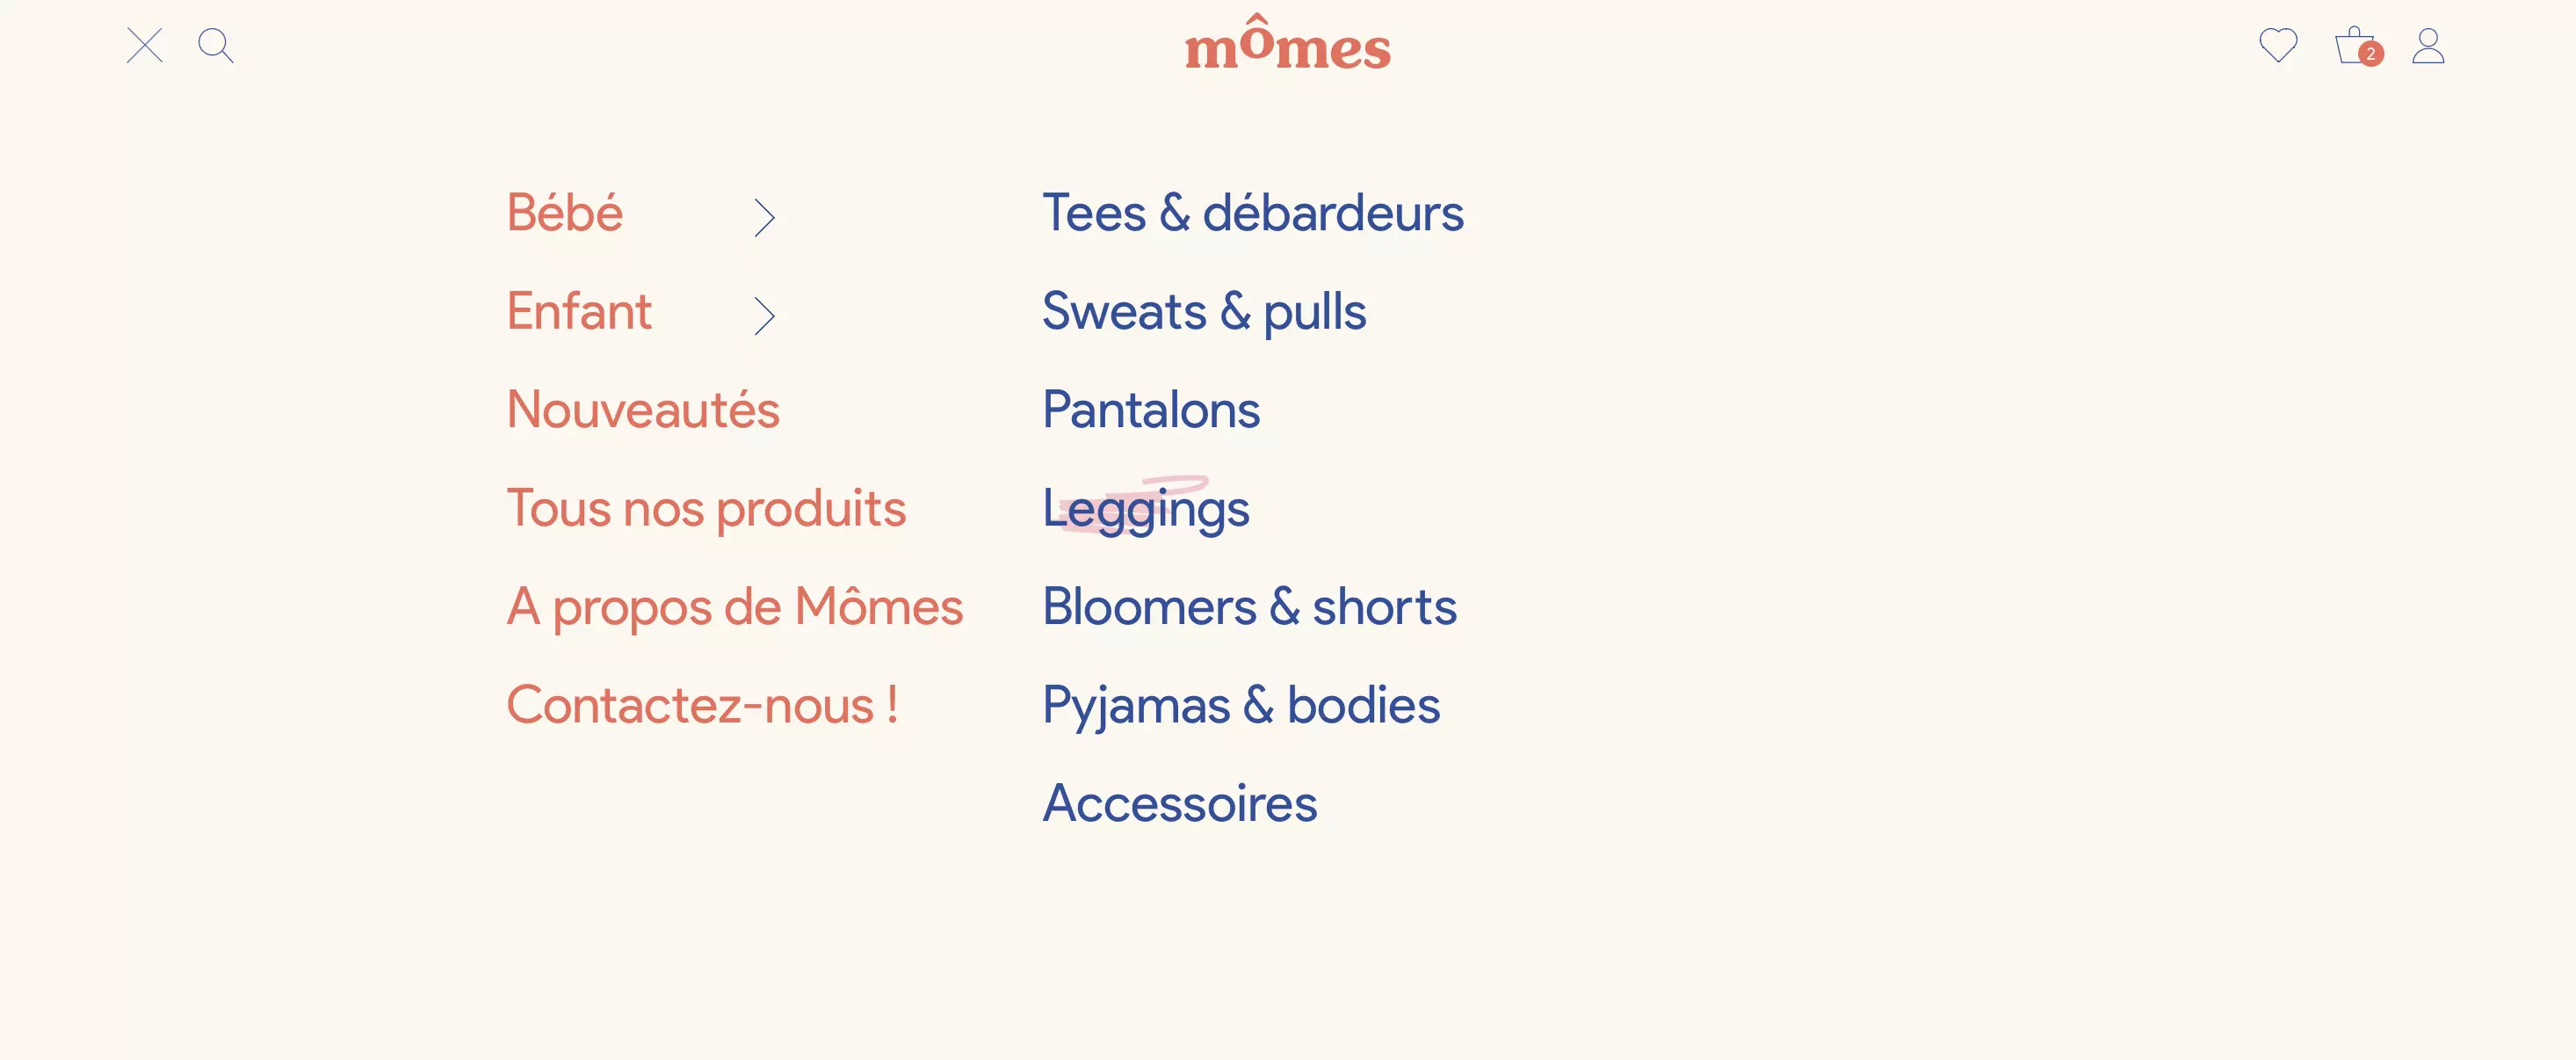 mômes
2
Bébé
Enfant
Nouveautés
Tous nos produits
A propos de Mômes
Contactez-nous !
Tees & débardeurs
Sweats & pulls
Pantalons
Leggings
Bloomers & shorts
Pyjamas & bodies
Accessoires